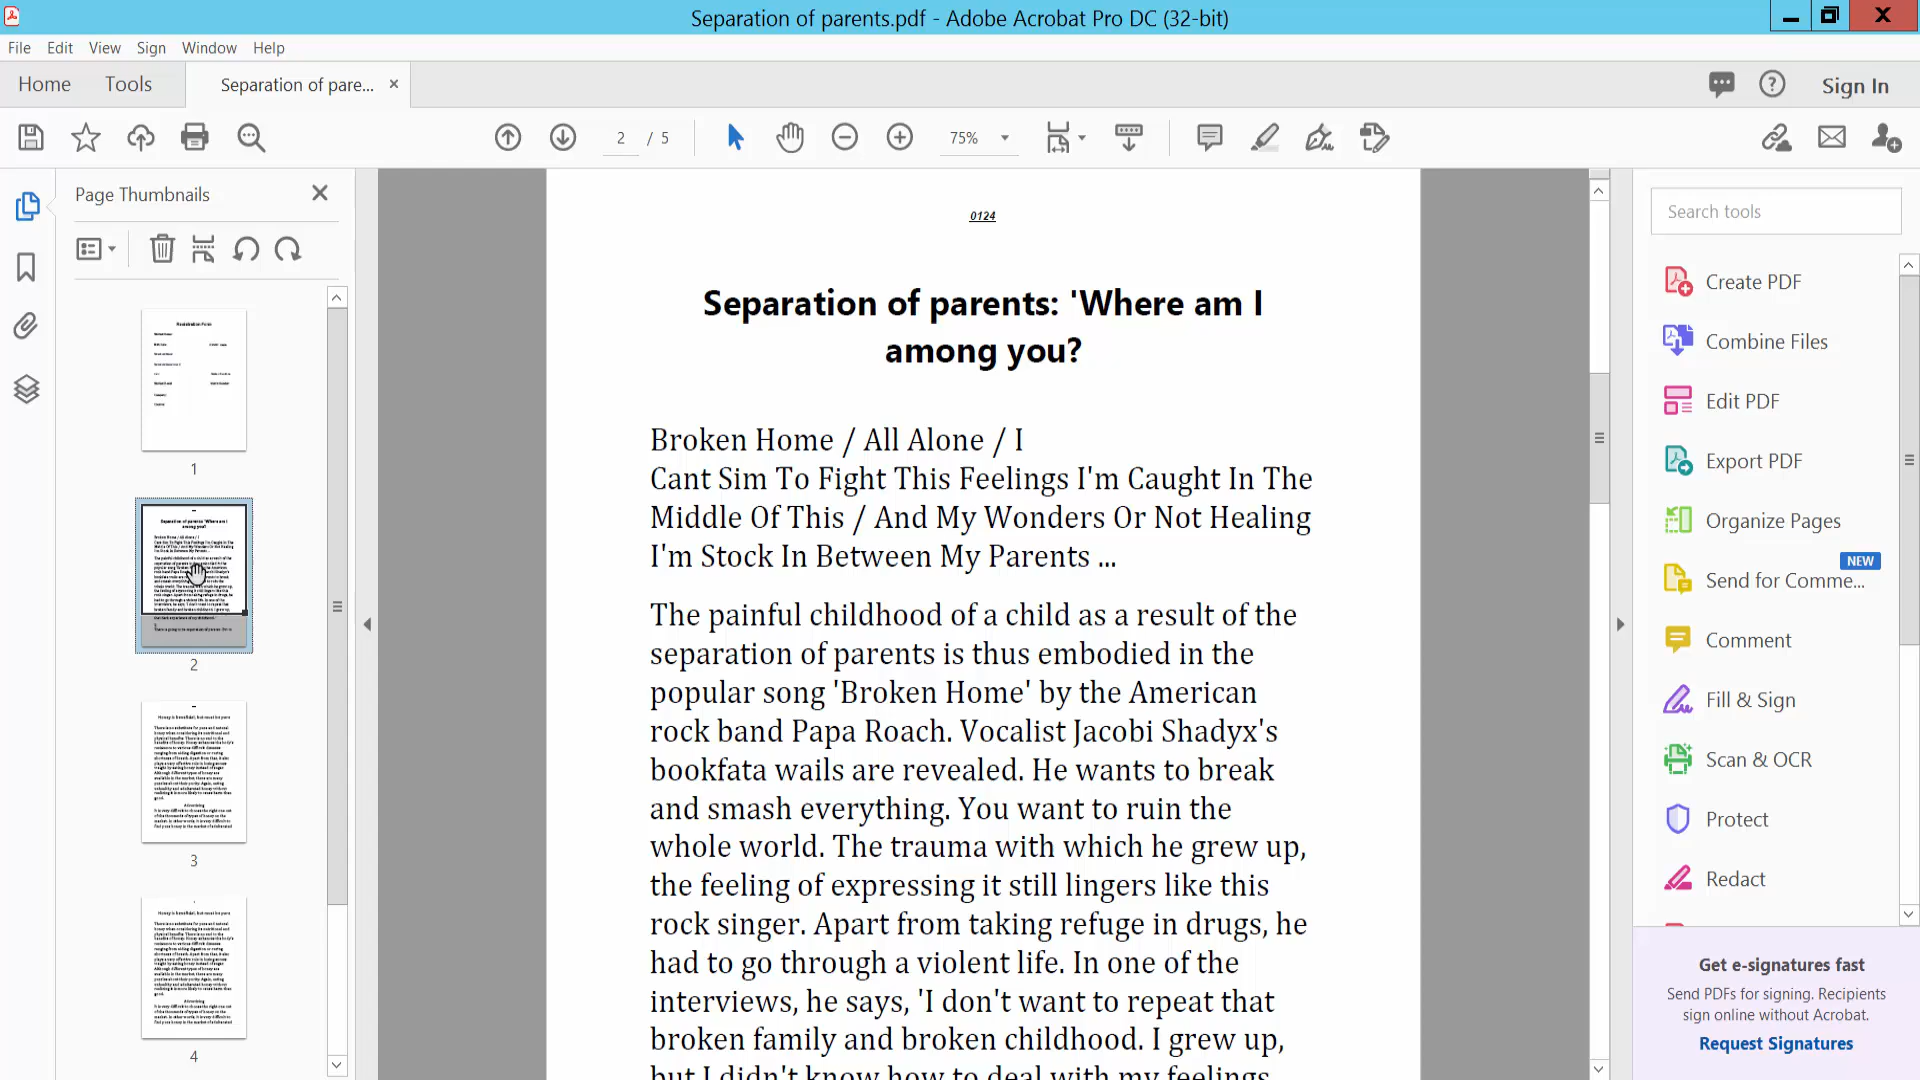 Separation of parents.pdf - Adobe Acrobat Pro DC (32-bit)
File Edit View Sign Window Help
Home Tools Separation of pare... × Sign In
2 / 5 75%
Page Thumbnails
1
2
3
4
0124
Separation of parents: 'Where am I
among you?
Broken Home / All Alone / I
Cant Sim To Fight This Feelings I'm Caught In The
Middle Of This / And My Wonders Or Not Healing
I'm Stock In Between My Parents ...
The painful childhood of a child as a result of the
separation of parents is thus embodied in the
popular song 'Broken Home' by the American
rock band Papa Roach. Vocalist Jacobi Shadyx's
bookfata wails are revealed. He wants to break
and smash everything. You want to ruin the
whole world. The trauma with which he grew up,
the feeling of expressing it still lingers like this
rock singer. Apart from taking refuge in drugs, he
had to go through a violent life. In one of the
interviews, he says, 'I don't want to repeat that
broken family and broken childhood. I grew up,
but I didn't know how to deal with my feelings
Search tools
Create PDF
Combine Files
Edit PDF
Export PDF
Organize Pages
NEW
Send for Comme...
Comment
Fill & Sign
Scan & OCR
Protect
Redact
Get e-signatures fast
Send PDFs for signing. Recipients
sign online without Acrobat.
Request Signatures